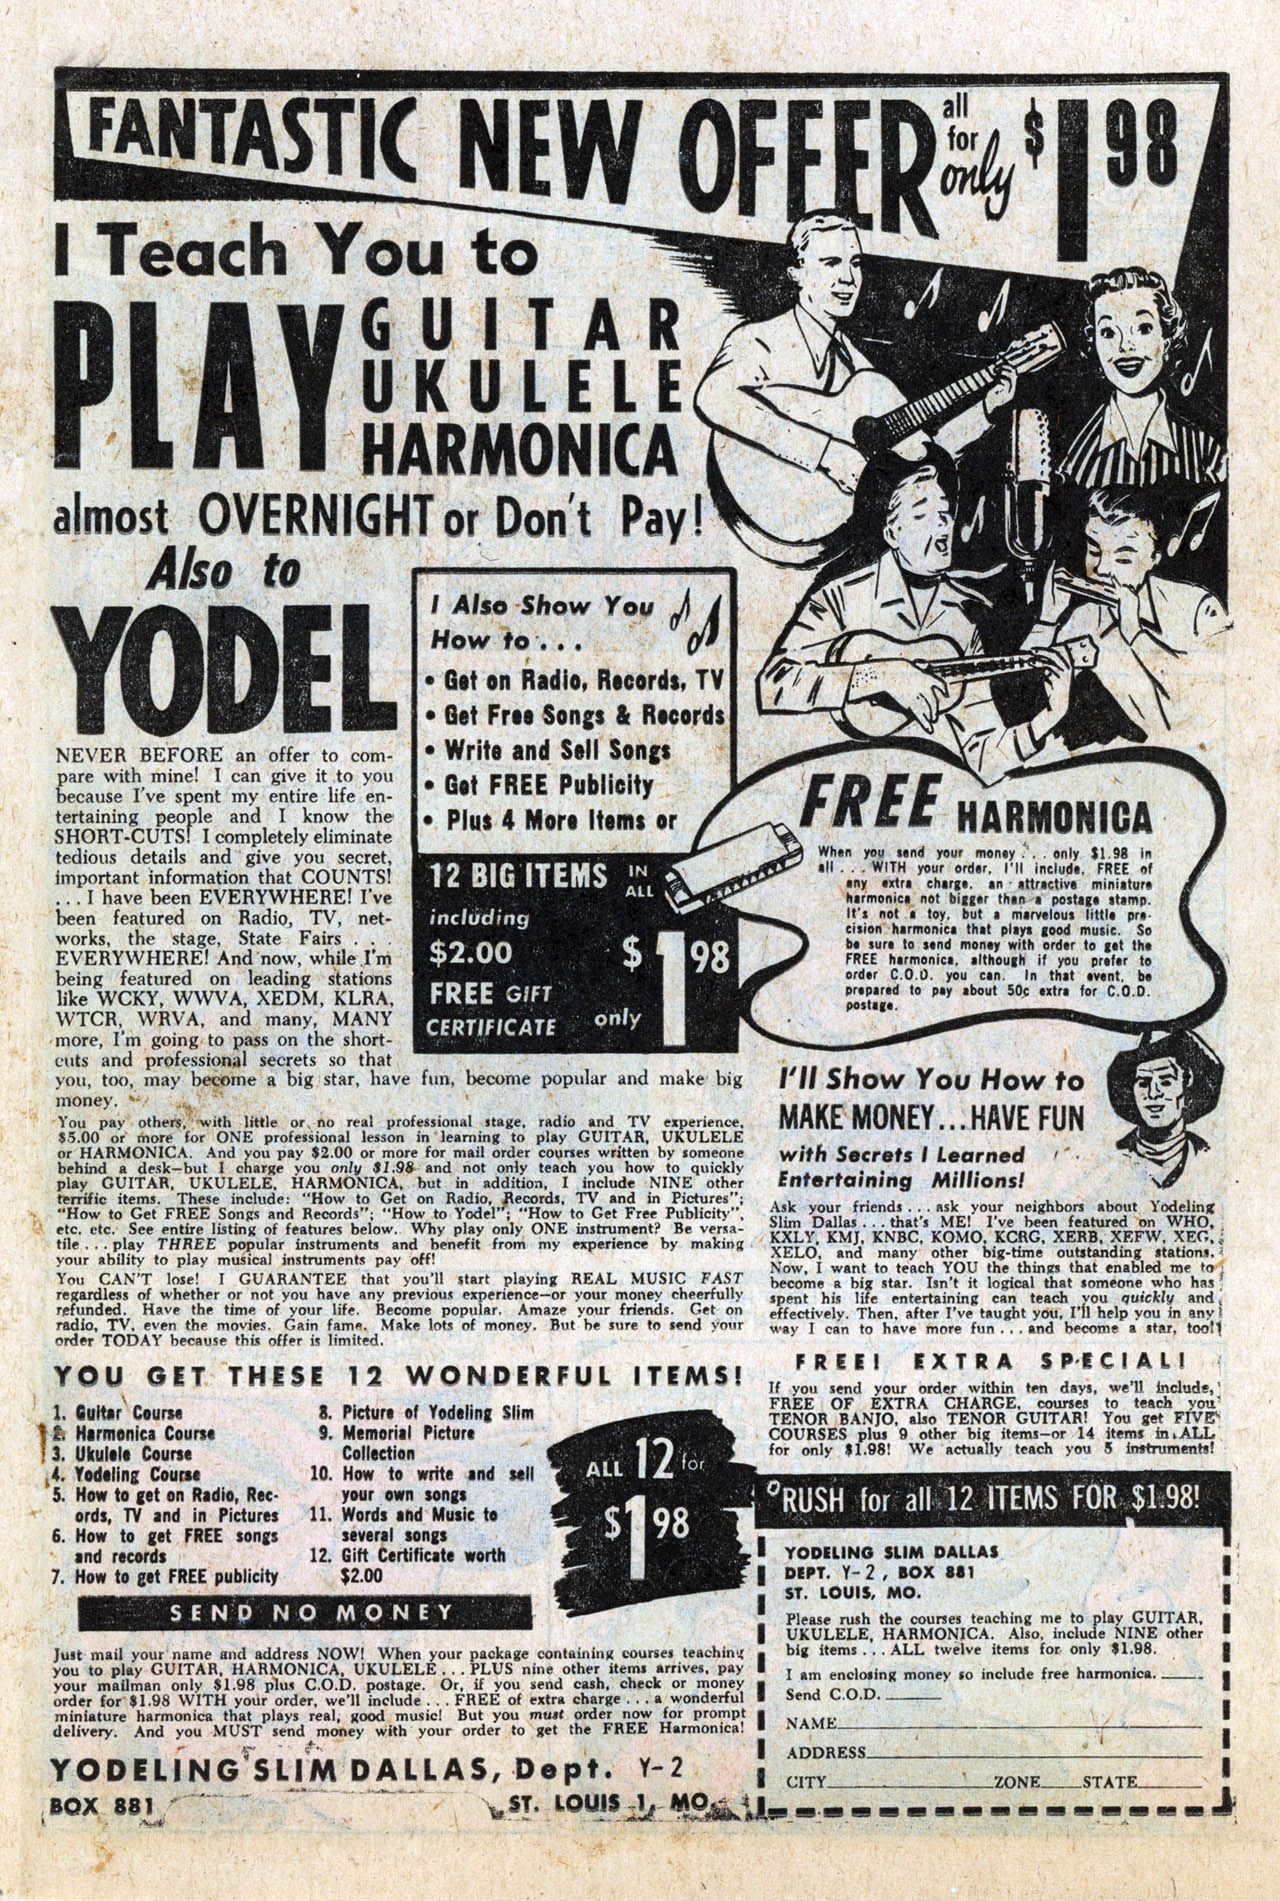 FANTASTIC NEW OFFER all for only $1.98
I Teach You to
PLAY
GUITAR
UKULELE
HARMONICA
almost OVERNIGHT or Don't Pay!
Also to
YODEL
I Also Show You
How to . . .
• Get on Radio, Records, TV
• Get Free Songs & Records
• Write and Sell Songs
• Get FREE Publicity
• Plus 4 More Items or
12 BIG ITEMS IN ALL
including
$2.00
FREE GIFT
CERTIFICATE
only $1 98
NEVER BEFORE an offer to com-
pare with mine! I can give it to you
because I've spent my entire life en-
tertaining people and I know the
SHORT-CUTS! I completely eliminate
tedious details and give you secret,
important information that COUNTS!
. . . I have been EVERYWHERE! I've
been featured on Radio, TV, net-
works, the stage, State Fairs . . .
EVERYWHERE! And now, while I'm
being featured on leading stations
like WCKY, WWVA, XEDM, KLRA,
WTCR, WRVA, and many, MANY
more, I'm going to pass on the short-
cuts and professional secrets so that
you, too, may become a big star, have fun, become popular and make big
money.
You pay others, with little or no real professional stage, radio and TV experience,
$5.00 or more for ONE professional lesson in learning to play GUITAR, UKULELE
or HARMONICA. And you pay $2.00 or more for mail order courses written by someone
behind a desk—but I charge you only $1.98 and not only teach you how to quickly
play GUITAR, UKULELE, HARMONICA, but in addition, I include NINE other
terrific items. These include: "How to Get on Radio, Records, TV and in Pictures";
"How to Get FREE Songs and Records"; "How to Yodel"; "How to Get Free Publicity",
etc. etc. See entire listing of features below. Why play only ONE instrument? Be versa-
tile . . . play THREE popular instruments and benefit from my experience by making
your ability to play musical instruments pay off!
You CAN'T lose! I GUARANTEE that you'll start playing REAL MUSIC FAST
regardless of whether or not you have any previous experience—or your money cheerfully
refunded. Have the time of your life. Become popular. Amaze your friends. Get on
radio, TV, even the movies. Gain fame. Make lots of money. But be sure to send your
order TODAY because this offer is limited.
FREE HARMONICA
When you send your money . . . only $1.98 in
all . . . WITH your order, I'll include, FREE of
any extra charge, an attractive miniature
harmonica not bigger than a postage stamp.
It's not a toy, but a marvelous little pre-
cision harmonica that plays good music. So
be sure to send money with order to get the
FREE harmonica, although if you prefer to
order C.O.D. you can. In that event, be
prepared to pay about 50c extra for C.O.D.
postage.
I'll Show You How to
MAKE MONEY...HAVE FUN
with Secrets I Learned
Entertaining Millions!
Ask your friends . . . ask your neighbors about Yodeling
Slim Dallas . . . that's ME! I've been featured on WHO,
KXLY, KMJ, KNBC, KOMO, KCRG, XERB, XEFW, XEG,
XELO, and many other big-time outstanding stations.
Now, I want to teach YOU the things that enabled me to
become a big star. Isn't it logical that someone who has
spent his life entertaining can teach you quickly and
effectively. Then, after I've taught you, I'll help you in any
way I can to have more fun . . . and become a star, too!
FREE! EXTRA SPECIAL!
If you send your order within ten days, we'll include,
FREE OF EXTRA CHARGE, courses to teach you
TENOR BANJO, also TENOR GUITAR! You get FIVE
COURSES plus 9 other big items—or 14 items in ALL
for only $1.98! We actually teach you 5 instruments!
YOU GET THESE 12 WONDERFUL ITEMS!
1. Guitar Course
2. Harmonica Course
3. Ukulele Course
4. Yodeling Course
5. How to get on Radio, Rec-
ords, TV and in Pictures
6. How to get FREE songs
and records
7. How to get FREE publicity
8. Picture of Yodeling Slim
9. Memorial Picture
Collection
10. How to write and sell
your own songs
11. Words and Music to
several songs
12. Gift Certificate worth
$2.00
ALL 12 for
$1 98
SEND NO MONEY
Just mail your name and address NOW! When your package containing courses teaching
you to play GUITAR, HARMONICA, UKULELE . . . PLUS nine other items arrives, pay
your mailman only $1.98 plus C.O.D. postage. Or, if you send cash, check or money
order for $1.98 WITH your order, we'll include . . . FREE of extra charge . . . a wonderful
miniature harmonica that plays real, good music! But you must order now for prompt
delivery. And you MUST send money with your order to get the FREE Harmonica!
YODELING SLIM DALLAS, Dept. Y-2
BOX 881 ST. LOUIS 1, MO.
RUSH for all 12 ITEMS FOR $1.98!
YODELING SLIM DALLAS
DEPT. Y-2, BOX 881
ST. LOUIS, MO.
Please rush the courses teaching me to play GUITAR,
UKULELE, HARMONICA. Also, include NINE other
big items . . . ALL twelve items for only $1.98.
I am enclosing money so include free harmonica.
Send C.O.D.
NAME
ADDRESS
CITY ZONE STATE